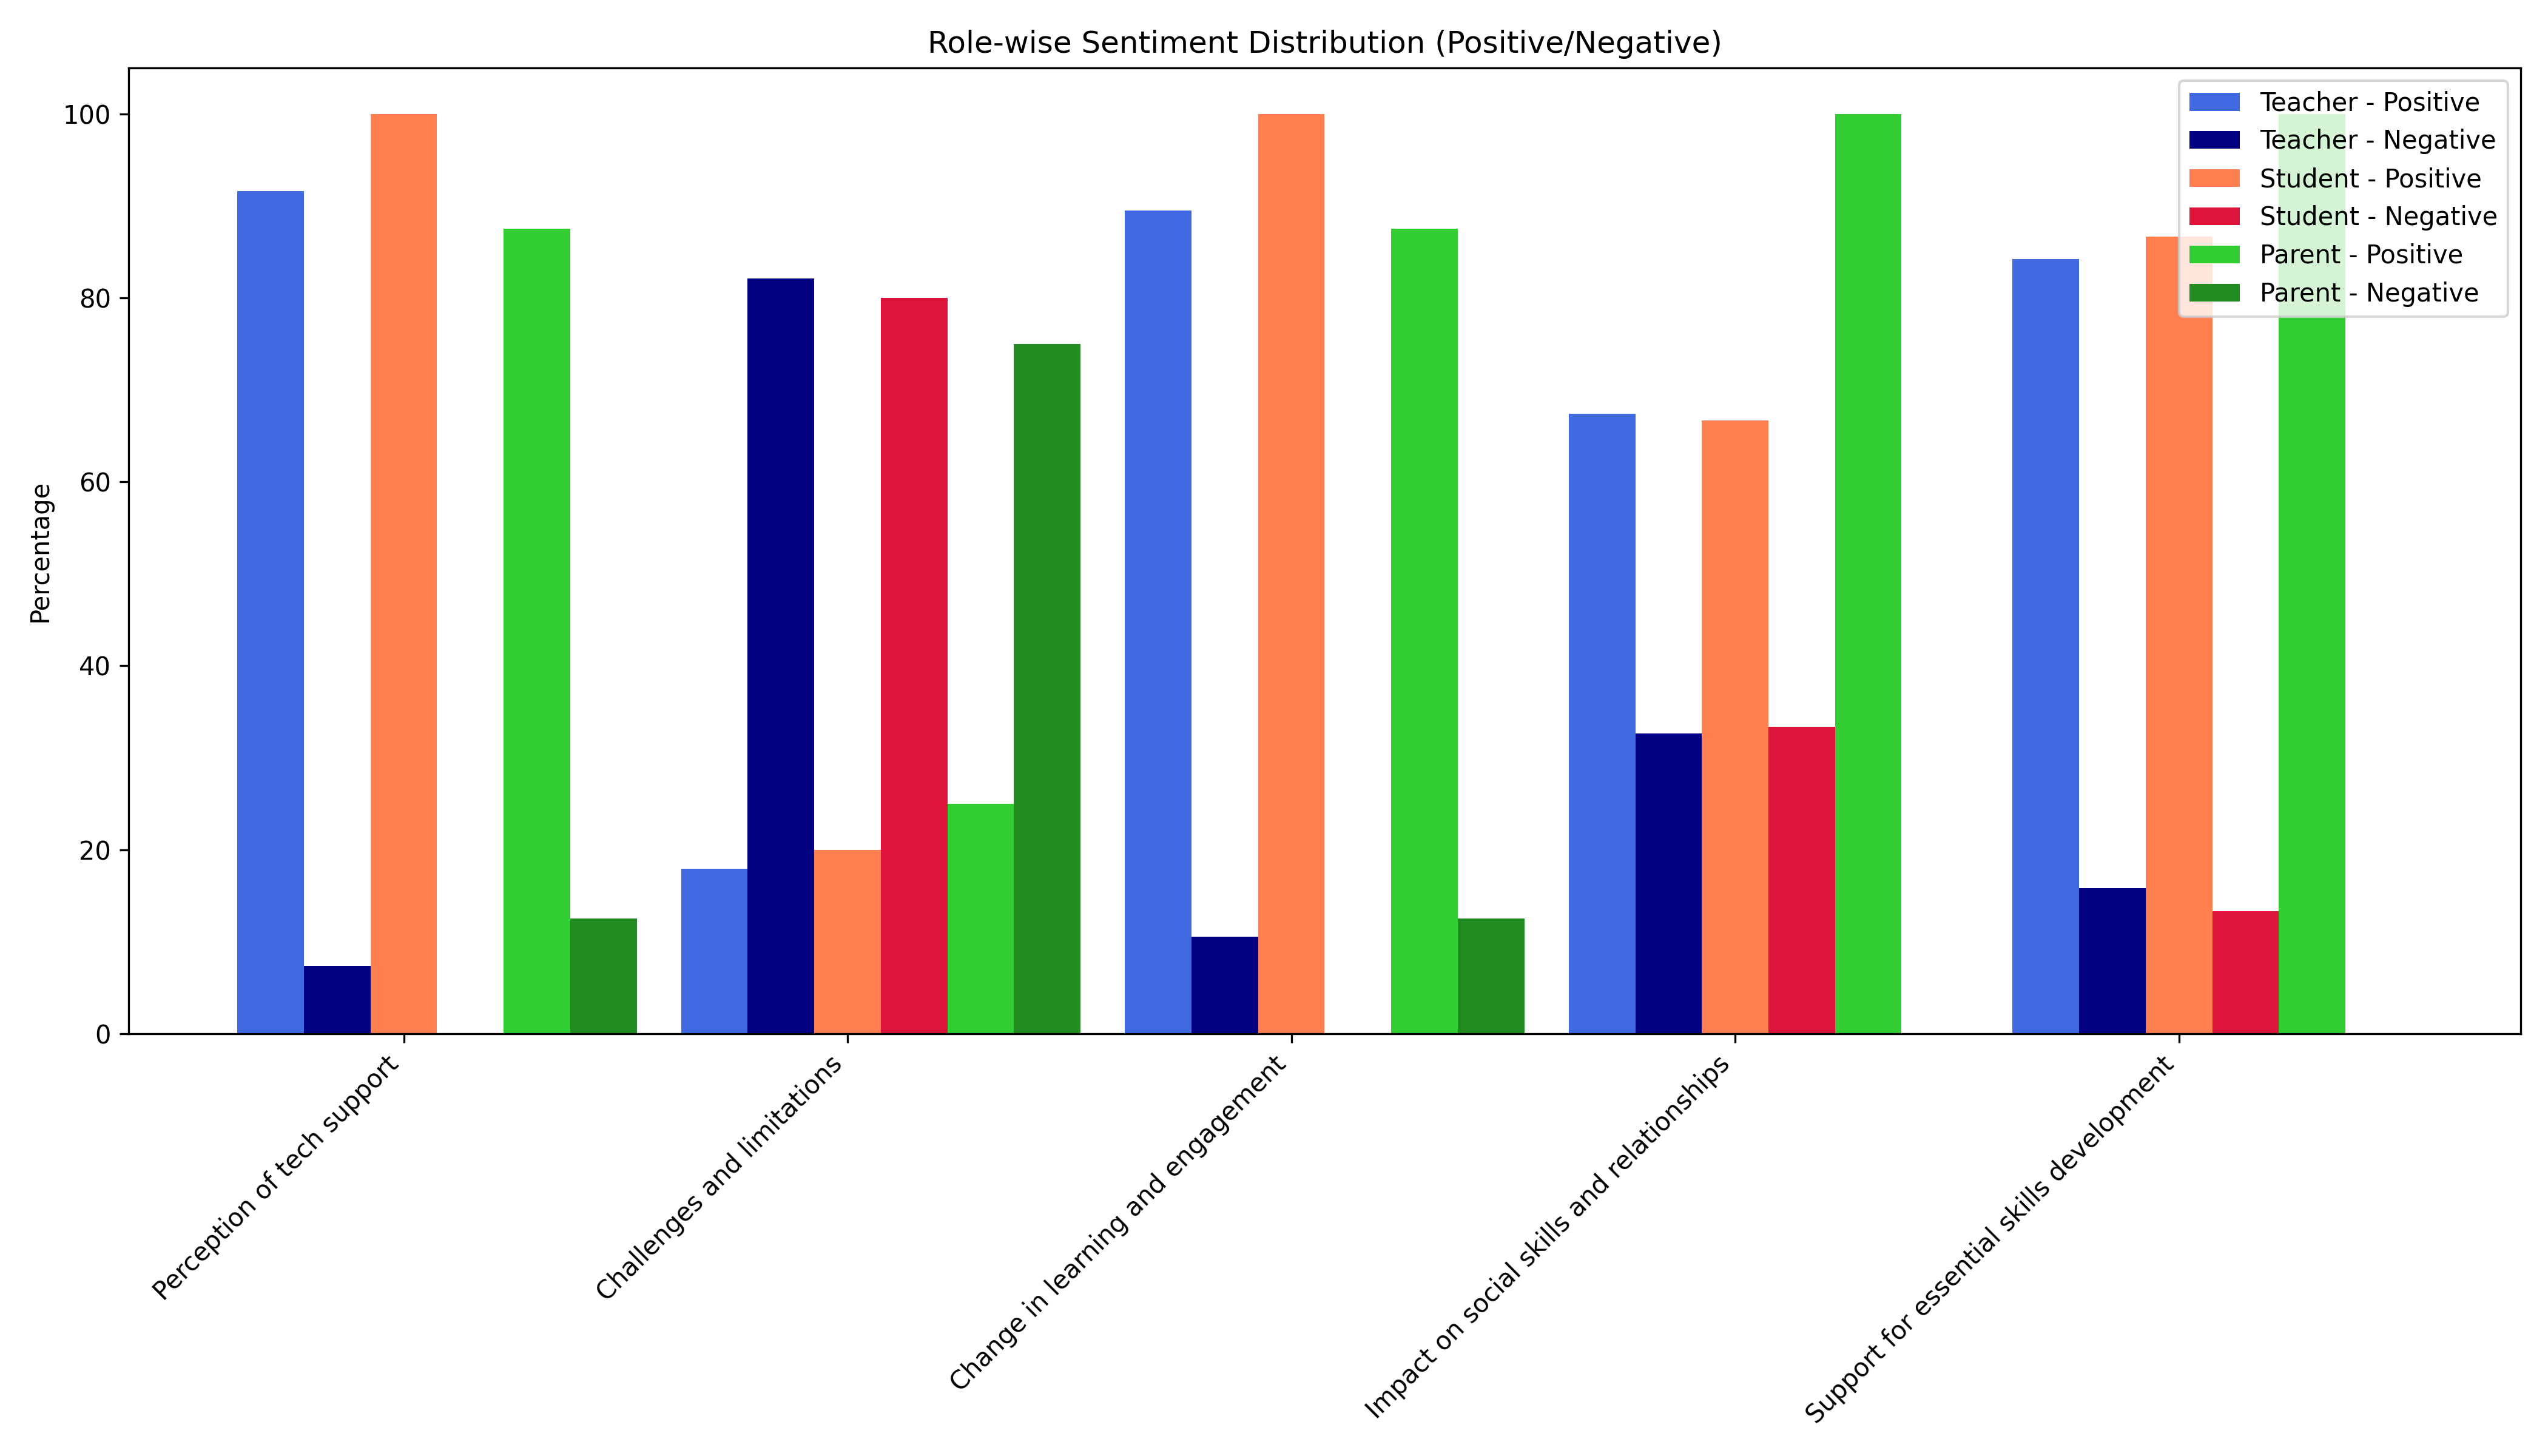 Role-wise Sentiment Distribution (Positive/Negative)
Percentage
100
80
60
40
20
0
Teacher - Positive
Teacher - Negative
Student - Positive
Student - Negative
Parent - Positive
Parent - Negative
Perception of tech support
Challenges and limitations
Change in learning and engagement
Impact on social skills and relationships
Support for essential skills development